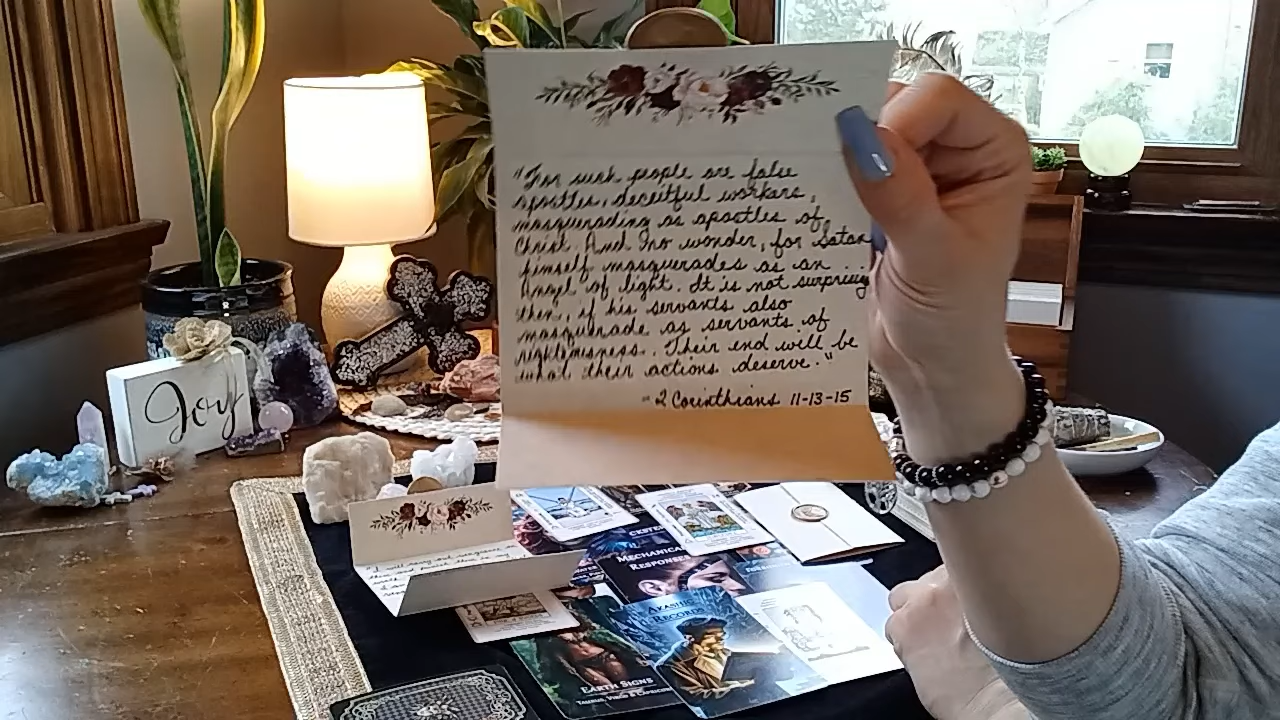 "For such people are false
apostles, deceitful workers,
masquerading as apostles of
Christ. And no wonder, for Satan
himself masquerades as an
angel of light. It is not surprising
then, if his servants also
masquerade as servants of
righteousness. Their end will be
what their actions deserve."
- 2 Corinthians 11-13-15
Joy
MECHANICAL
RESPONSE
AKASHIC
RECORDS
EARTH SIGNS
TAURUS, VIRGO & CAPRICORN